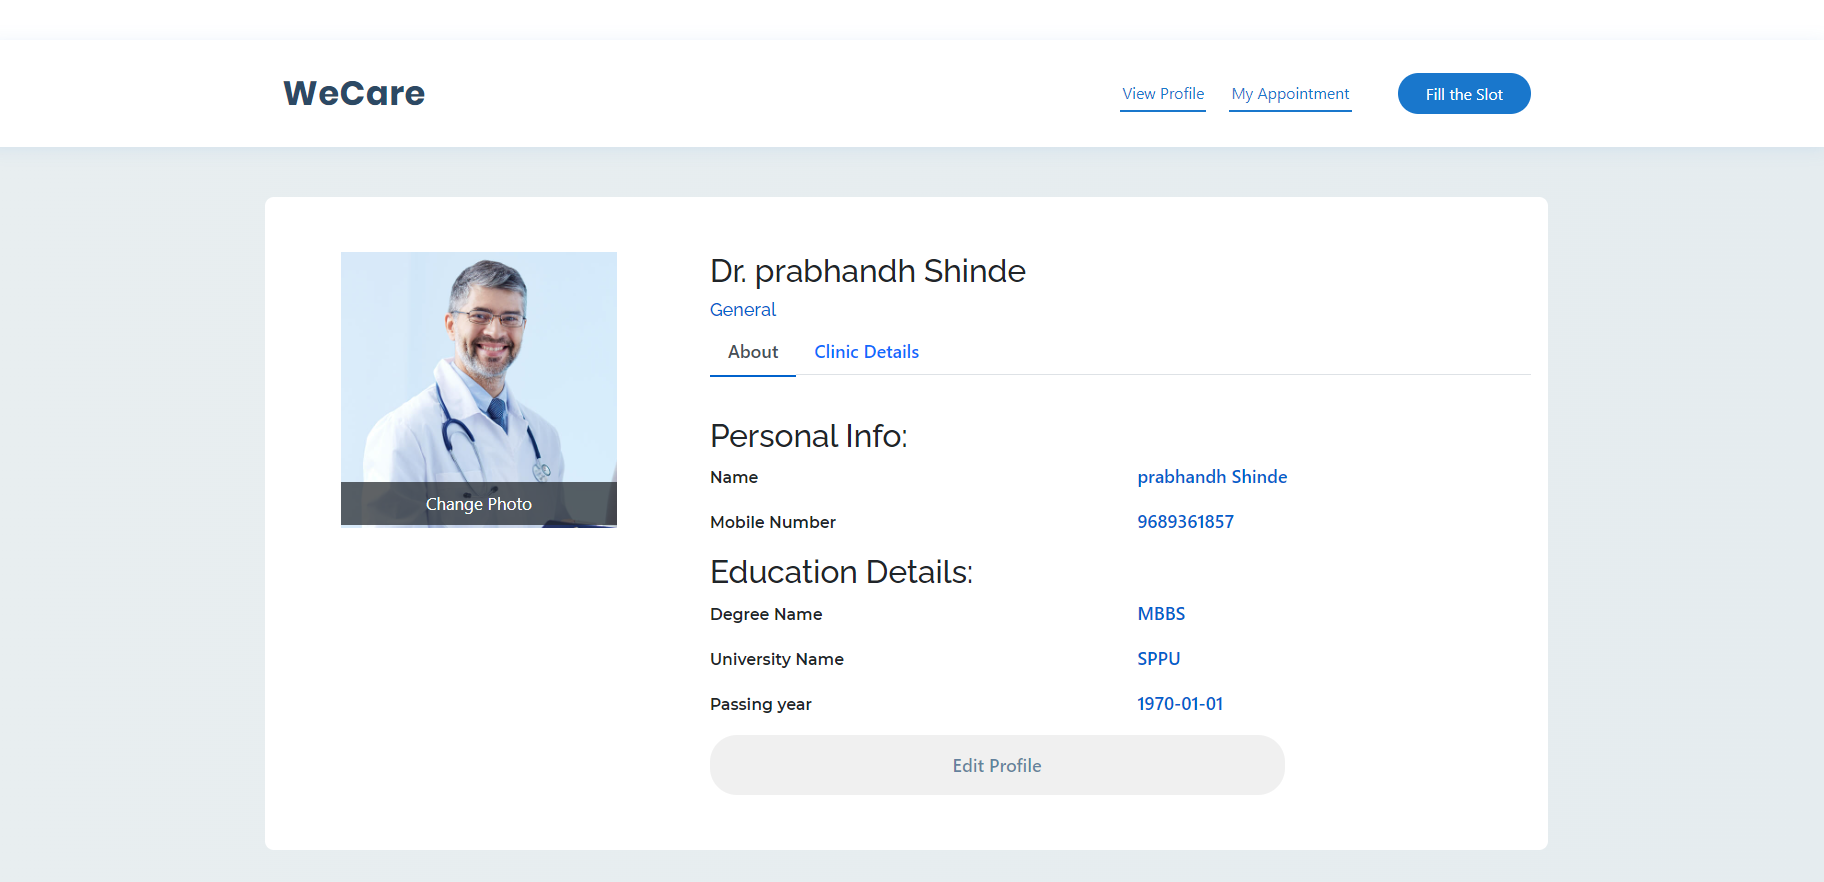 WeCare
View Profile My Appointment Fill the Slot
Dr. prabhandh Shinde
General
About Clinic Details
Change Photo
Personal Info:
Name prabhandh Shinde
Mobile Number 9689361857
Education Details:
Degree Name MBBS
University Name SPPU
Passing year 1970-01-01
Edit Profile